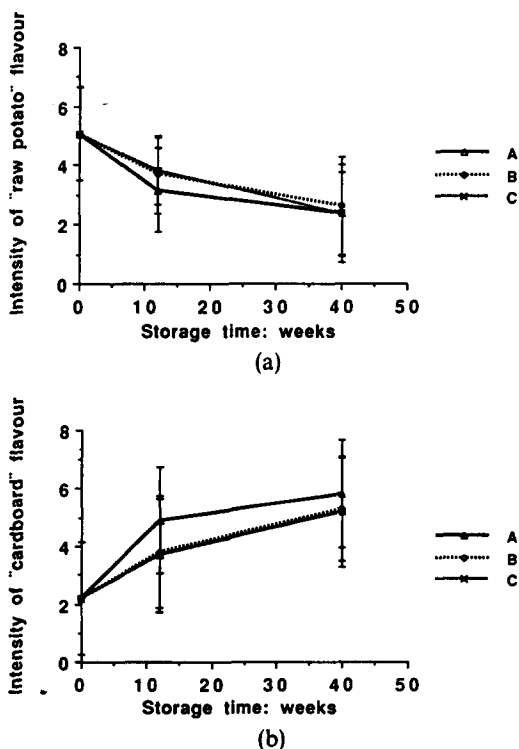 Intensity of "raw potato" flavour
8
6
4
2
0
0 10 20 30 40 50
Storage time: weeks
A
B
C
(a)
Intensity of "cardboard" flavour
8
6
4
2
0
0 10 20 30 40 50
Storage time: weeks
A
B
C
(b)